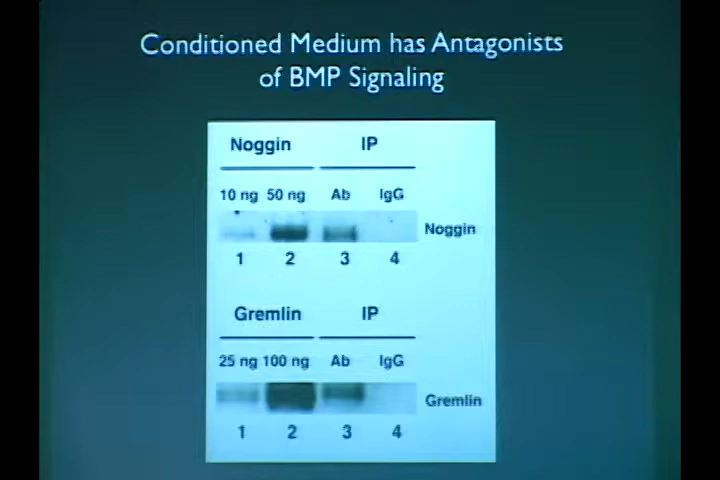 Conditioned Medium has Antagonists
of BMP Signaling
Noggin IP
10 ng 50 ng Ab IgG
Noggin
1 2 3 4
Gremlin IP
25 ng 100 ng Ab IgG
Gremlin
1 2 3 4